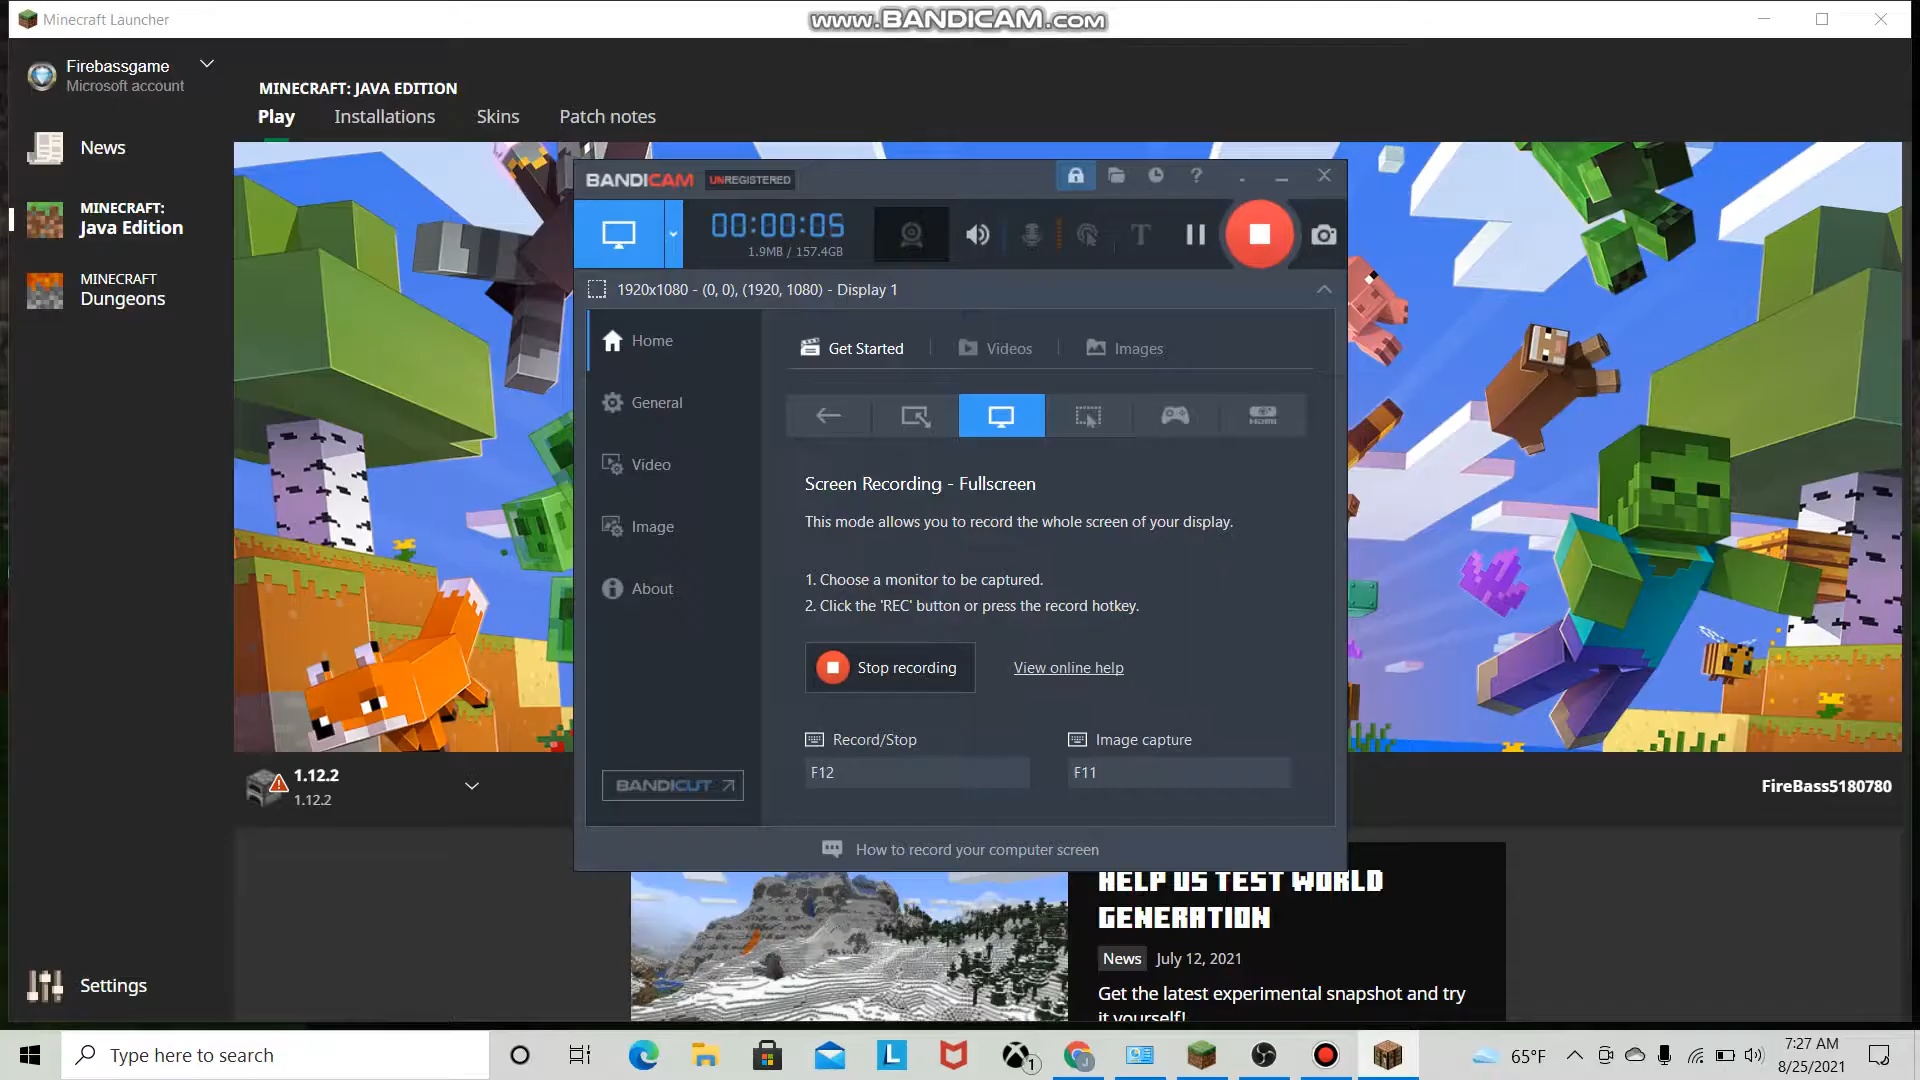 Minecraft Launcher
www.BANDICAM.com
Firebassgame
Microsoft account
News
MINECRAFT:
Java Edition
MINECRAFT
Dungeons
Settings
MINECRAFT: JAVA EDITION
Play Installations Skins Patch notes
BANDICAM UNREGISTERED
00:00:05
1.9MB / 157.4GB
1920x1080 - (0, 0), (1920, 1080) - Display 1
Home
General
Video
Image
About
BANDICUT
Get Started Videos Images
HDMI
Screen Recording - Fullscreen
This mode allows you to record the whole screen of your display.
1. Choose a monitor to be captured.
2. Click the 'REC' button or press the record hotkey.
Stop recording View online help
Record/Stop Image capture
F12 F11
How to record your computer screen
1.12.2
1.12.2
FireBass5180780
HELP US TEST WORLD
GENERATION
News July 12, 2021
Get the latest experimental snapshot and try
it yourself!
Type here to search
L
1
J
65°F
7:27 AM
8/25/2021